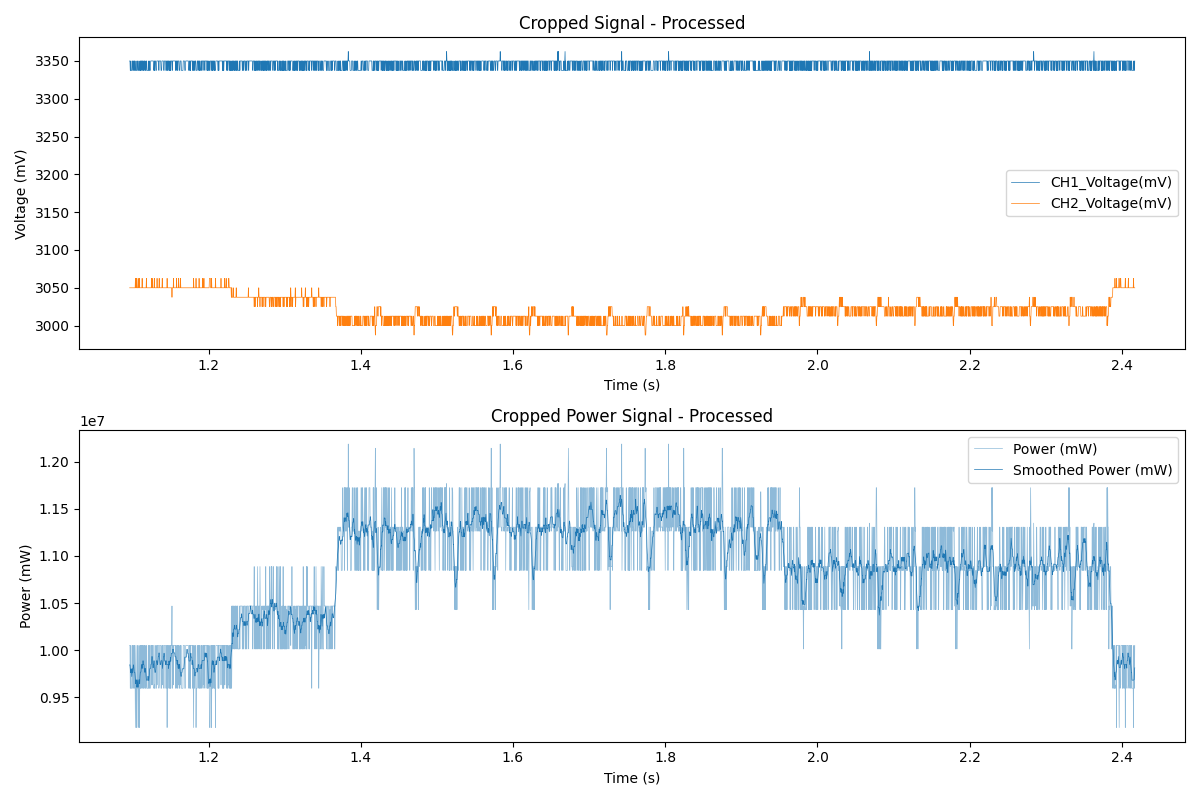 Cropped Signal - Processed
Voltage (mV)
3350
3300
3250
3200
3150
3100
3050
3000
CH1_Voltage(mV)
CH2_Voltage(mV)
1.2 1.4 1.6 1.8 2.0 2.2 2.4
Time (s)
Cropped Power Signal - Processed
1e7
Power (mW)
1.20
1.15
1.10
1.05
1.00
0.95
Power (mW)
Smoothed Power (mW)
1.2 1.4 1.6 1.8 2.0 2.2 2.4
Time (s)